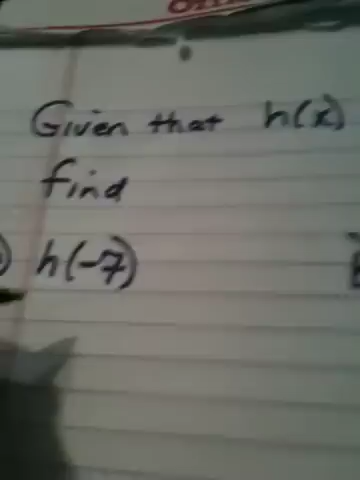 Given that h(x)
find
) h(-7)